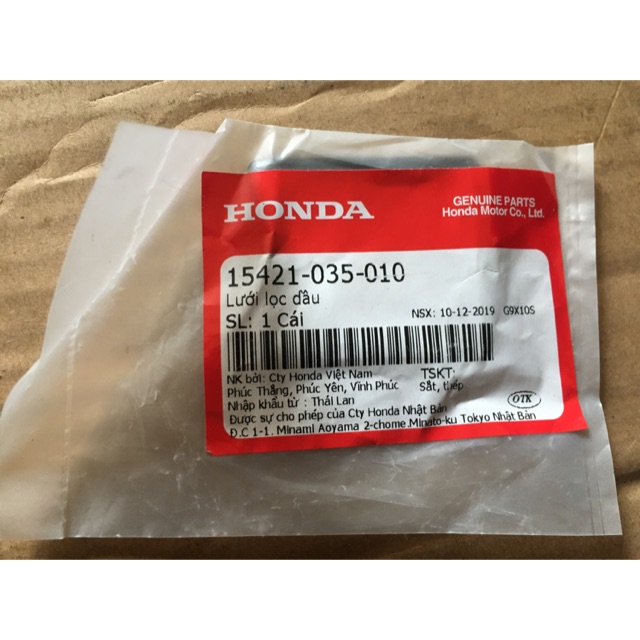 HONDA
GENUINE PARTS
Honda Motor Co., Ltd.
15421-035-010
Lưới lọc dầu
SL: 1 Cái
NSX: 10-12-2019 G9X10S
NK bởi: Cty Honda Việt Nam
TSKT:
Phúc Thắng, Phúc Yên, Vĩnh Phúc
Sắt, thép
Nhập khẩu từ : Thái Lan
OTK
Được sự cho phép của Cty Honda Nhật Bản
Đ.C 1-1. Minami Aoyama 2-chome.Minato-ku Tokyo Nhật Bản